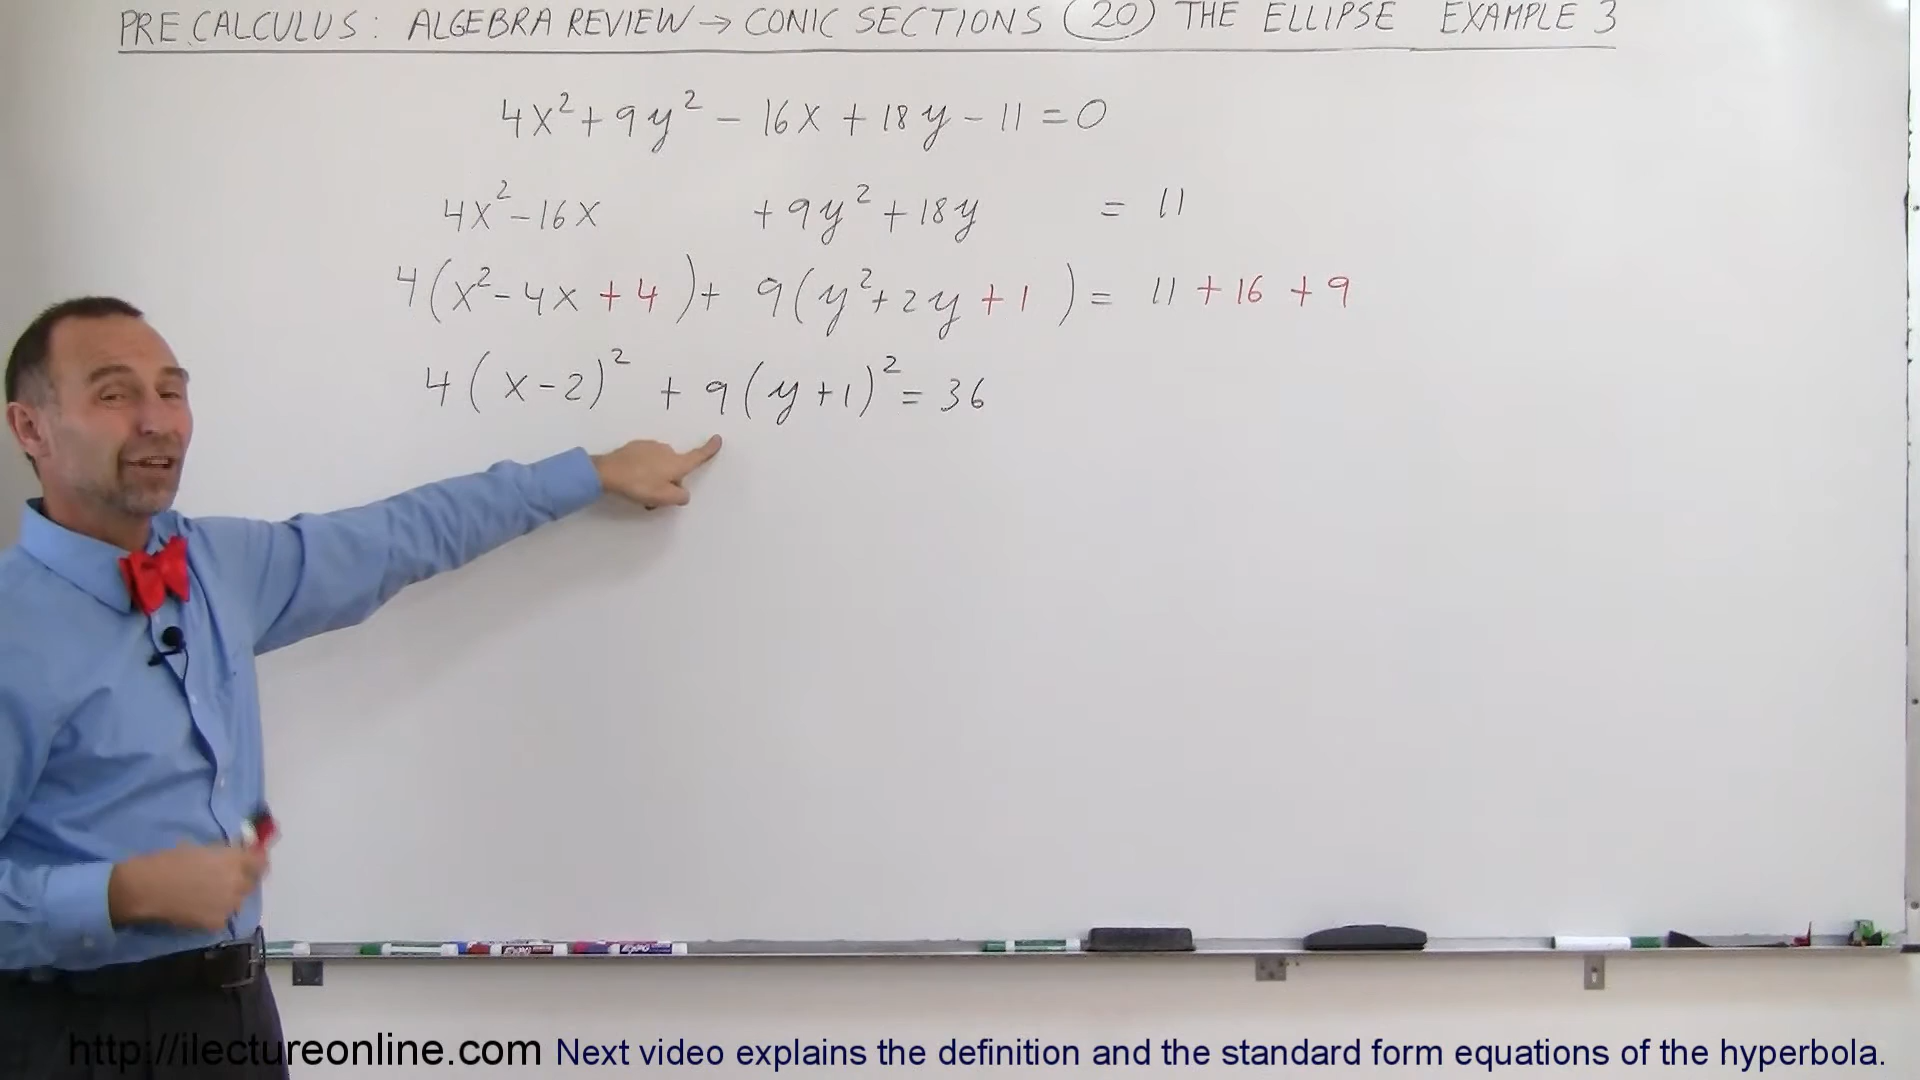 PRE CALCULUS: ALGEBRA REVIEW → CONIC SECTIONS (20) THE ELLIPSE EXAMPLE 3
4x² + 9y² - 16x + 18y - 11 = 0
4x² - 16x + 9y² + 18y = 11
4(x² - 4x + 4) + 9(y² + 2y + 1) = 11 + 16 + 9
4(x - 2)² + 9(y + 1)² = 36
EXPO EXPO
http://ilectureonline.com Next video explains the definition and the standard form equations of the hyperbola.